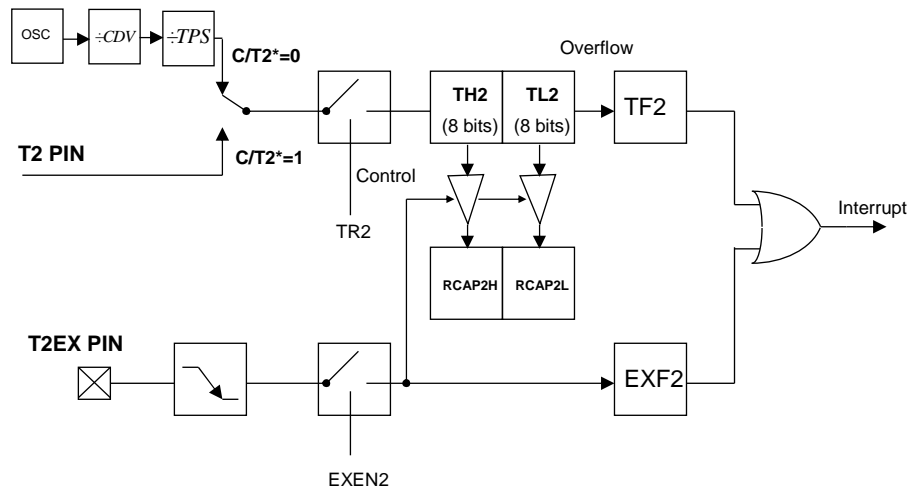 OSC
÷CDV
÷TPS
C/T2*=0
Overflow
TH2
(8 bits)
TL2
(8 bits)
TF2
T2 PIN
C/T2*=1
Control
TR2
Interrupt
RCAP2H
RCAP2L
T2EX PIN
EXF2
EXEN2